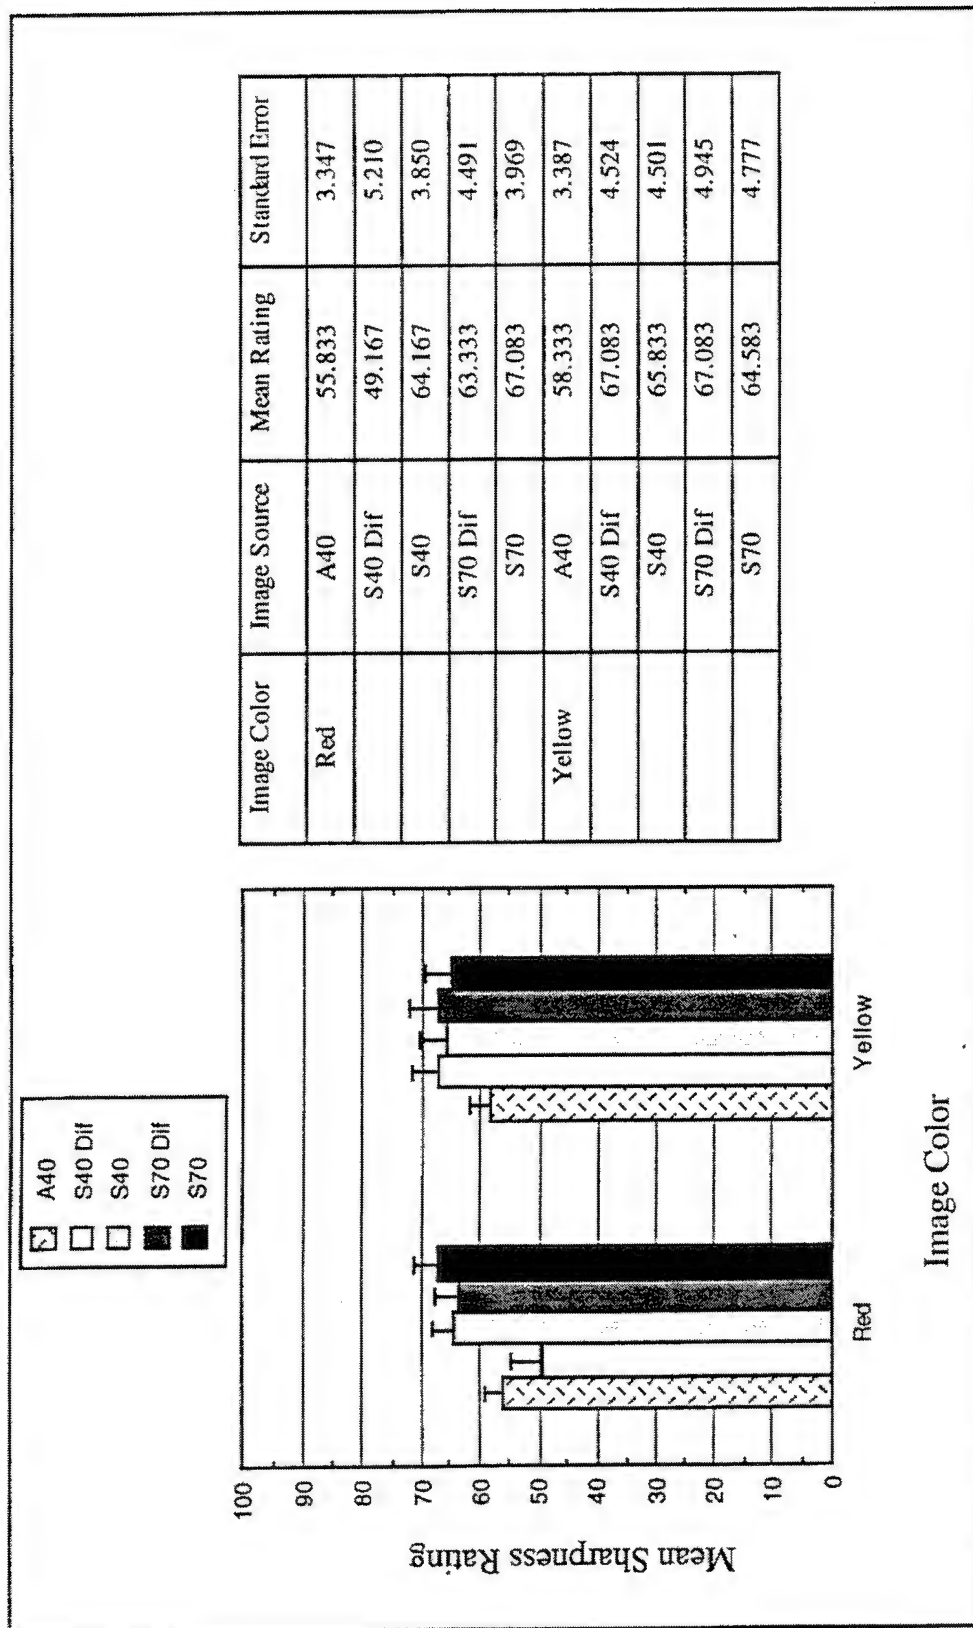 A40
S40 Dif
S40
S70 Dif
S70
Mean Sharpness Rating
100
90
80
70
60
50
40
30
20
10
0
Red
Yellow
Image Color
Image Color Image Source Mean Rating Standard Error
Red A40 55.833 3.347
S40 Dif 49.167 5.210
S40 64.167 3.850
S70 Dif 63.333 4.491
S70 67.083 3.969
Yellow A40 58.333 3.387
S40 Dif 67.083 4.524
S40 65.833 4.501
S70 Dif 67.083 4.945
S70 64.583 4.777